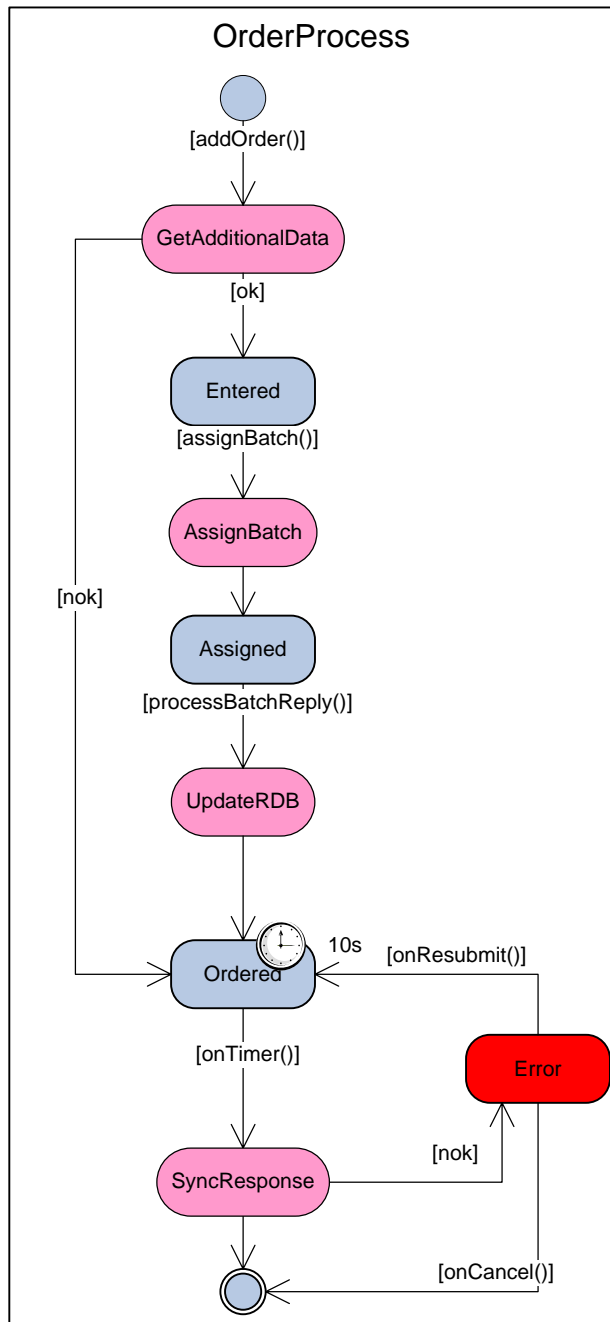 OrderProcess
[addOrder()]
GetAdditionalData
[ok]
Entered
[assignBatch()]
AssignBatch
[nok]
Assigned
[processBatchReply()]
UpdateRDB
10s
[onResubmit()]
Ordered
[onTimer()]
Error
[nok]
SyncResponse
[onCancel()]